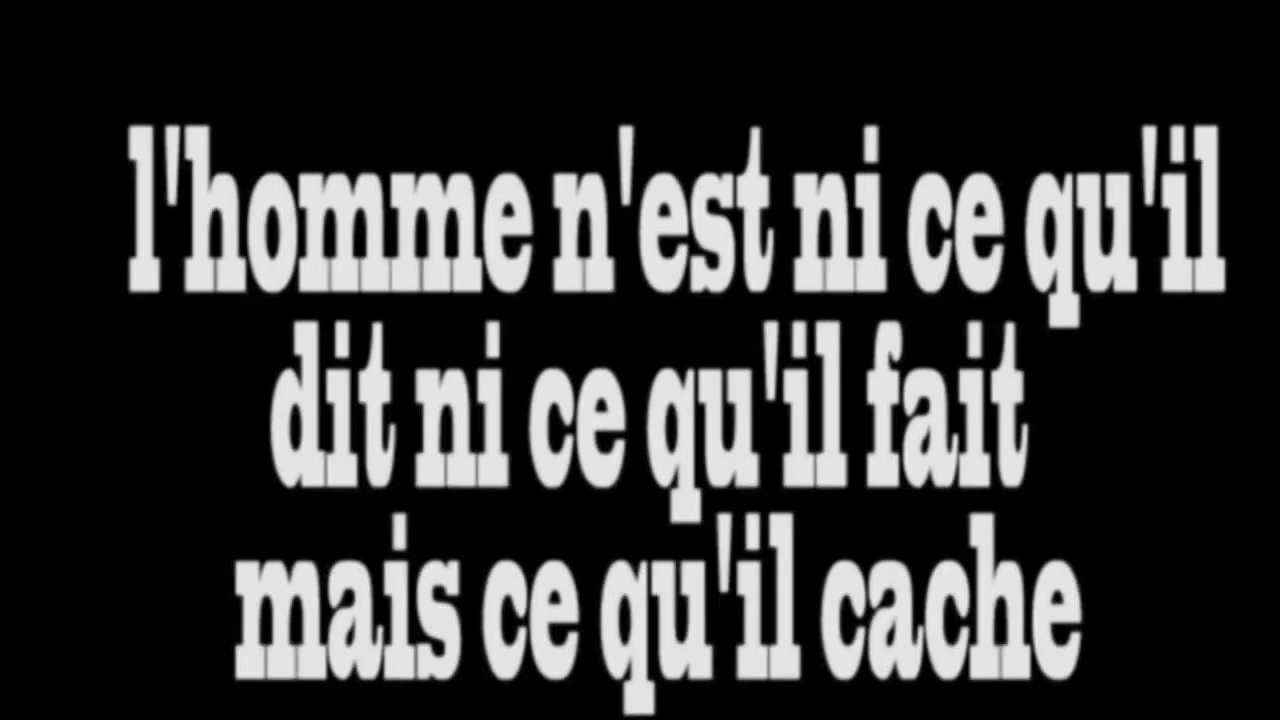 l'homme n'est ni ce qu'il
dit ni ce qu'il fait
mais ce qu'il cache